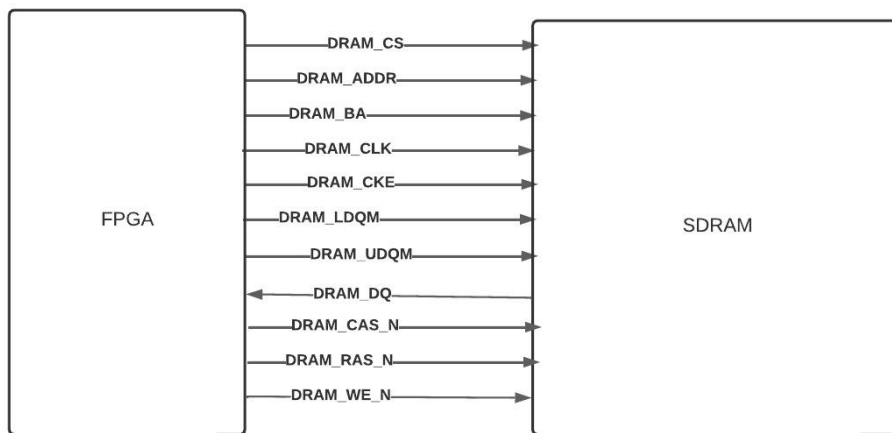 DRAM_CS
DRAM_ADDR
DRAM_BA
DRAM_CLK
DRAM_CKE
DRAM_LDQM
FPGA
SDRAM
DRAM_UDQM
DRAM_DQ
DRAM_CAS_N
DRAM_RAS_N
DRAM_WE_N